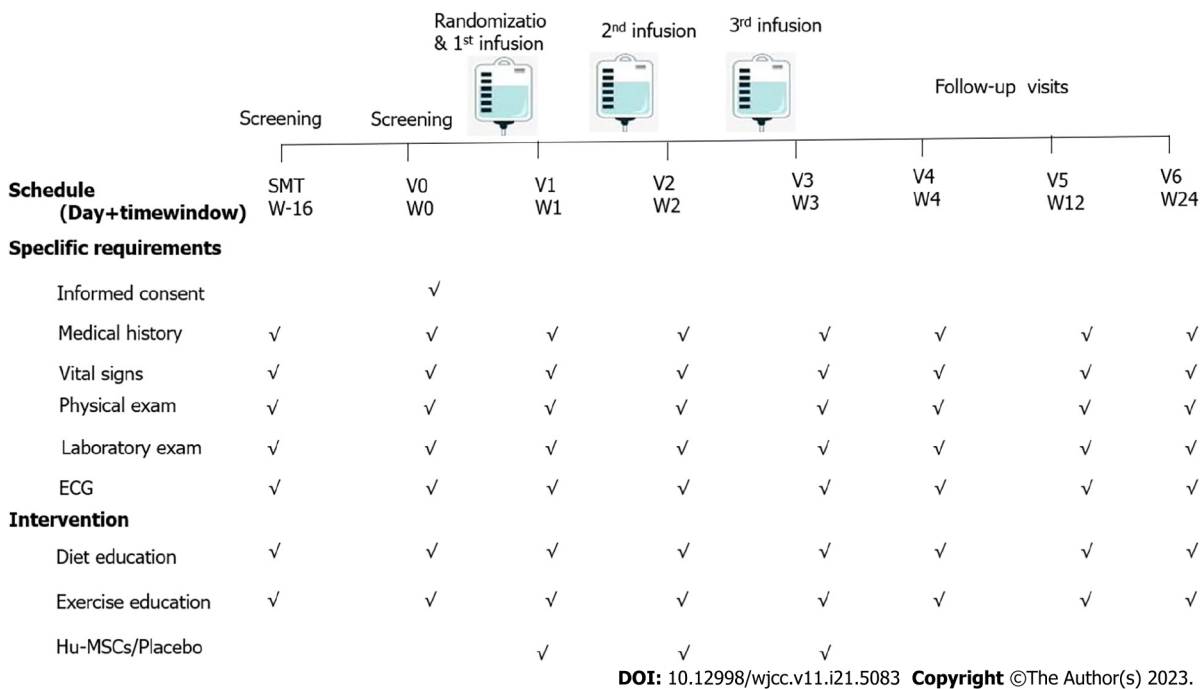 Randomizatio
& 1st infusion
2nd infusion
3rd infusion
Follow-up visits
Screening
Screening
Schedule
(Day+timewindow)
SMT V0 V1 V2 V3 V4 V5 V6
W-16 W0 W1 W2 W3 W4 W12 W24
Speclific requirements
Informed consent √
Medical history √ √ √ √ √ √ √ √
Vital signs √ √ √ √ √ √ √ √
Physical exam √ √ √ √ √ √ √ √
Laboratory exam √ √ √ √ √ √ √ √
ECG √ √ √ √ √ √ √ √
Intervention
Diet education √ √ √ √ √ √ √ √
Exercise education √ √ √ √ √ √ √ √
Hu-MSCs/Placebo √ √ √
DOI: 10.12998/wjcc.v11.i21.5083 Copyright ©The Author(s) 2023.